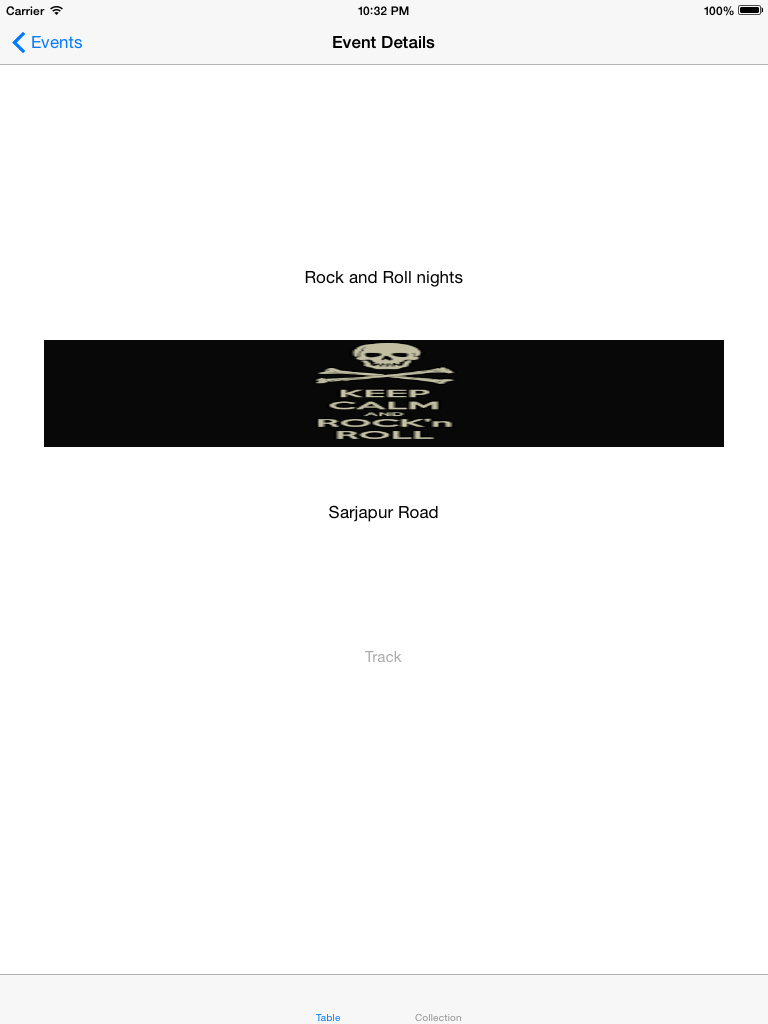 Carrier 10:32 PM 100%
Events Event Details
Rock and Roll nights
KEEP
CALM
AND
ROCK'n
ROLL
Sarjapur Road
Track
Table Collection